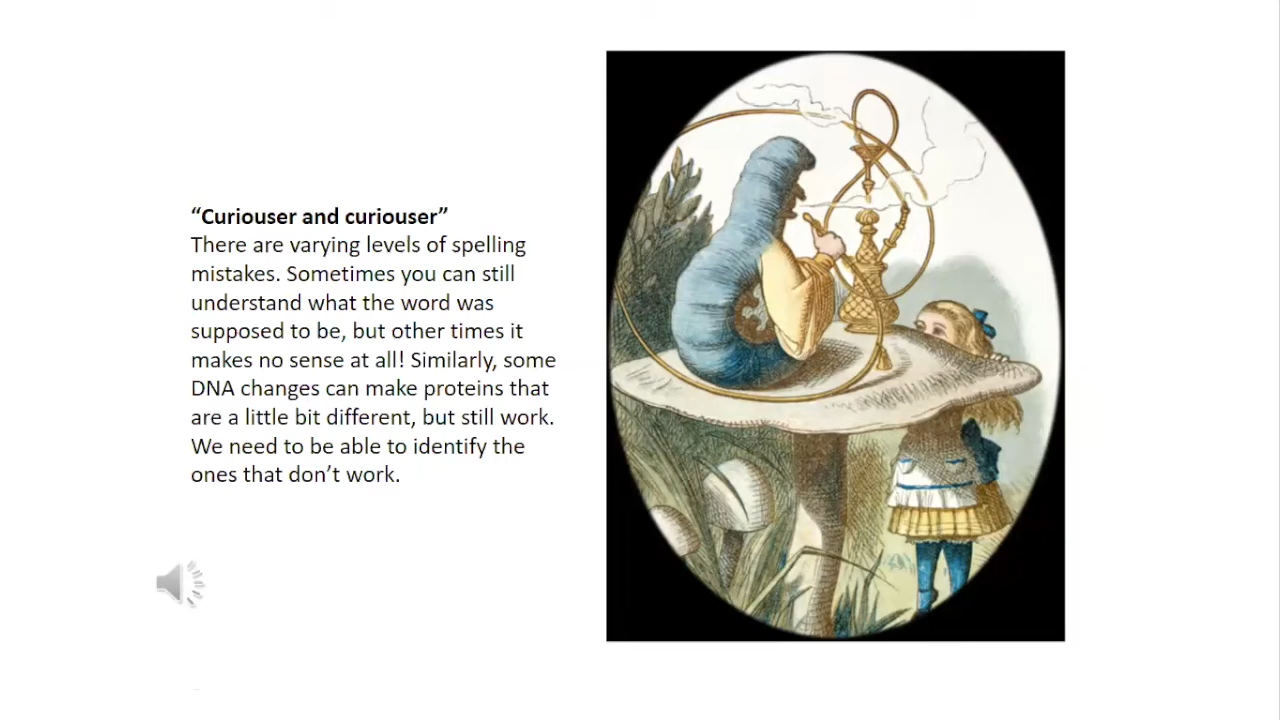 “Curiouser and curiouser”
There are varying levels of spelling
mistakes. Sometimes you can still
understand what the word was
supposed to be, but other times it
makes no sense at all! Similarly, some
DNA changes can make proteins that
are a little bit different, but still work.
We need to be able to identify the
ones that don’t work.